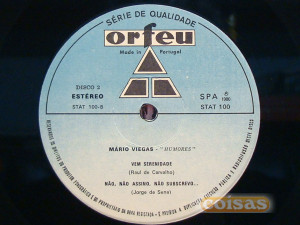 SÉRIE DE QUALIDADE
orfeu
Made in Portugal
DISCO 2
ESTÉREO
STAT 100-B
SPA
1980
STAT 100
MÁRIO VIEGAS - "HUMORES"
VEM SERENIDADE
(Raul de Carvalho)
NÃO, NÃO ASSINO, NÃO SUBSCREVO...
(Jorge de Sena)
coisas